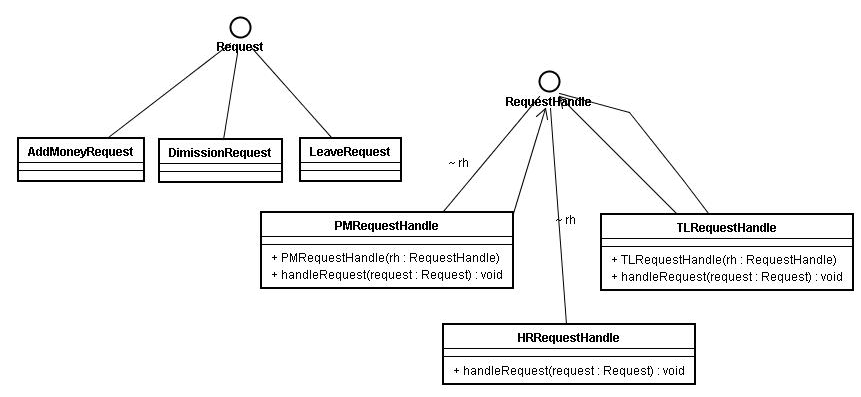 Request
RequestHandle
AddMoneyRequest
DimissionRequest
LeaveRequest
~ rh
~ rh
PMRequestHandle
+ PMRequestHandle(rh : RequestHandle)
+ handleRequest(request : Request) : void
TLRequestHandle
+ TLRequestHandle(rh : RequestHandle)
+ handleRequest(request : Request) : void
HRRequestHandle
+ handleRequest(request : Request) : void